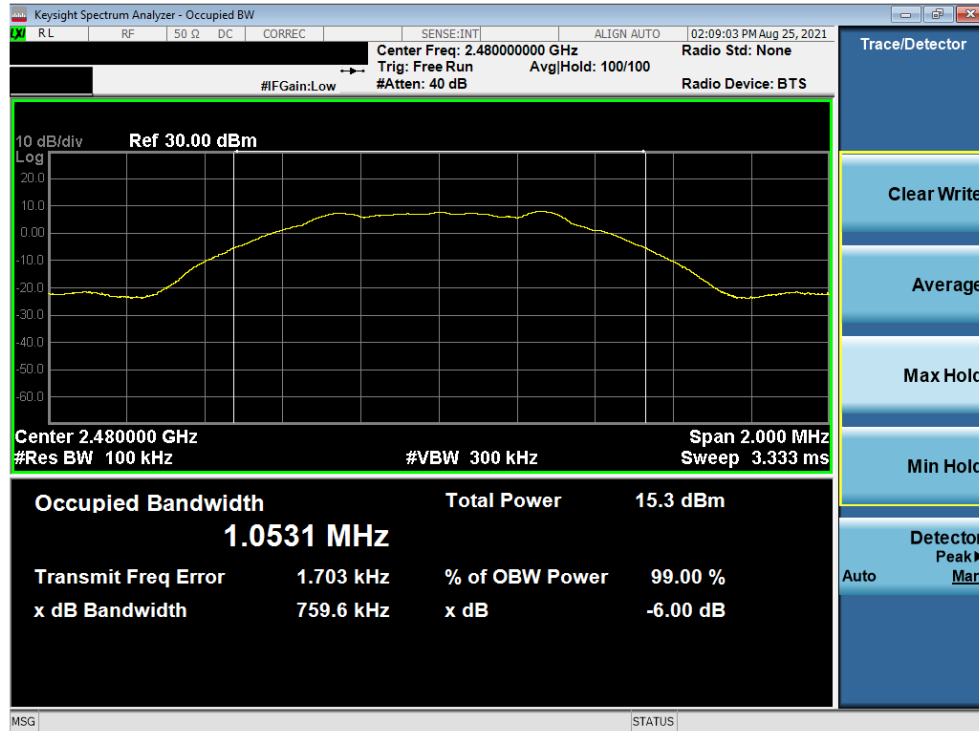 Keysight Spectrum Analyzer - Occupied BW
LXI RL RF 50 Ω DC CORREC SENSE:INT ALIGN AUTO 02:09:03 PM Aug 25, 2021
Center Freq: 2.480000000 GHz Radio Std: None
Trig: Free Run Avg|Hold: 100/100
#IFGain:Low #Atten: 40 dB Radio Device: BTS
10 dB/div Ref 30.00 dBm
Log
20.0
10.0
0.00
-10.0
-20.0
-30.0
-40.0
-50.0
-60.0
Center 2.480000 GHz Span 2.000 MHz
#Res BW 100 kHz #VBW 300 kHz Sweep 3.333 ms
Occupied Bandwidth Total Power 15.3 dBm
1.0531 MHz
Transmit Freq Error 1.703 kHz % of OBW Power 99.00 %
x dB Bandwidth 759.6 kHz x dB -6.00 dB
MSG STATUS
Trace/Detector
Clear Write
Average
Max Hold
Min Hold
Detector
Peak
Auto Man